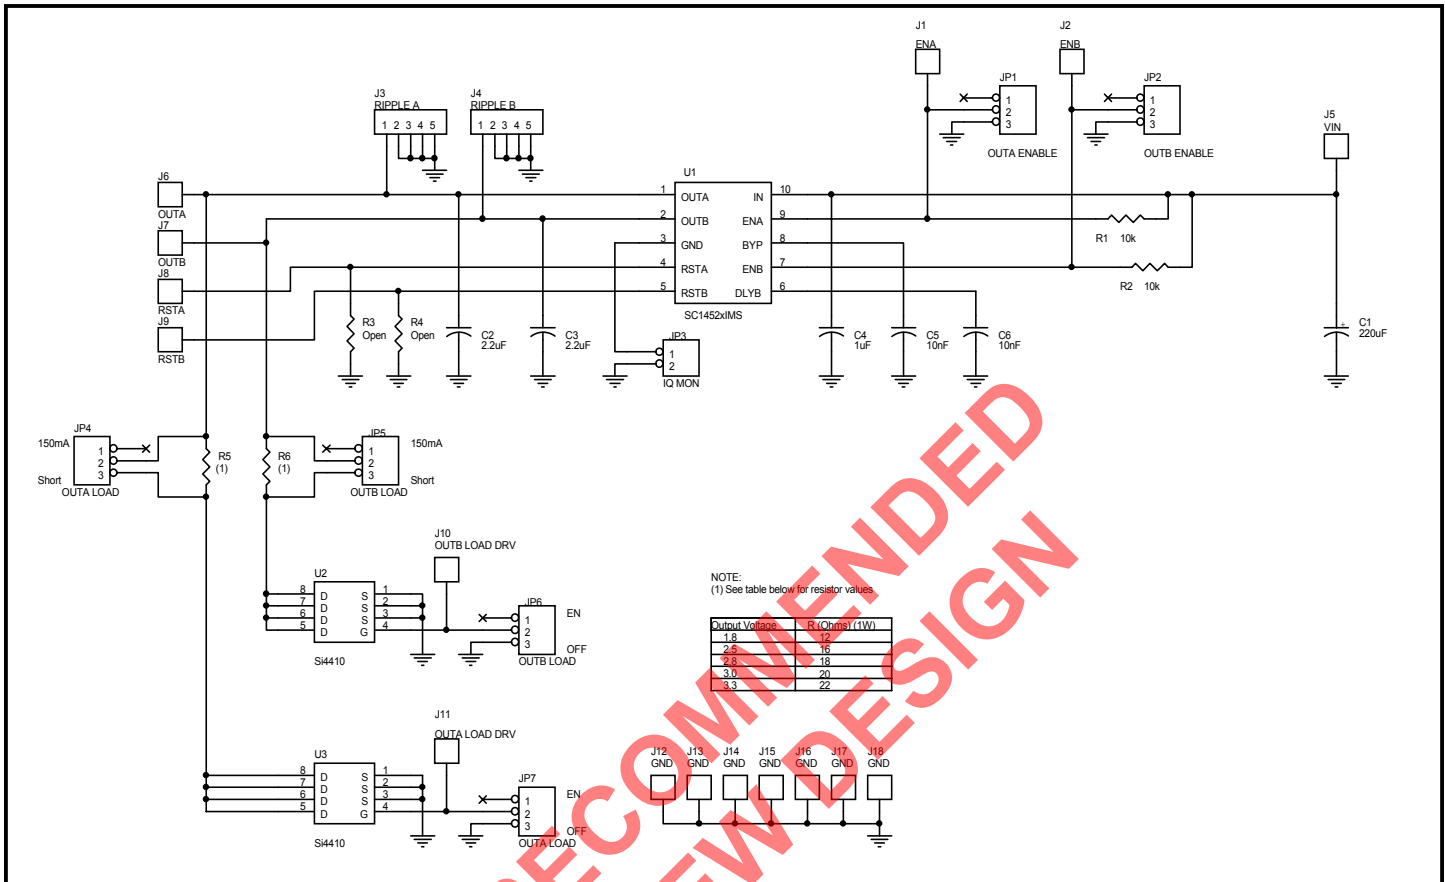 J1
ENA
J2
ENB
JP1
1
2
3
OUTA ENABLE
JP2
1
2
3
OUTB ENABLE
J5
VIN
J3
RIPPLE A
1 2 3 4 5
J4
RIPPLE B
1 2 3 4 5
J6
OUTA
J7
OUTB
J8
RSTA
J9
RSTB
U1
1 OUTA IN 10
2 OUTB ENA 9
3 GND BYP 8
4 RSTA ENB 7
5 RSTB DLYB 6
SC1452xIMS
R1 10k
R2 10k
R3
Open
R4
Open
C2
2.2uF
C3
2.2uF
JP3
1
2
IQ MON
C4
1uF
C5
10nF
C6
10nF
+
C1
220uF
JP4
150mA
1
2
3
Short
OUTA LOAD
R5
(1)
R6
(1)
JP5
150mA
1
2
3
Short
OUTB LOAD
J10
OUTB LOAD DRV
U2
8 D S 1
7 D S 2
6 D S 3
5 D G 4
Si4410
JP6
EN
1
2
3
OFF
OUTB LOAD
NOTE:
(1) See table below for resistor values
Output Voltage R (Ohms) (1W)
1.8 12
2.5 16
2.8 18
3.0 20
3.3 22
J11
OUTA LOAD DRV
U3
8 D S 1
7 D S 2
6 D S 3
5 D G 4
Si4410
JP7
EN
1
2
3
OFF
OUTA LOAD
J12 J13 J14 J15 J16 J17 J18
GND GND GND GND GND GND GND
RECOMMENDED
EW DESIGN